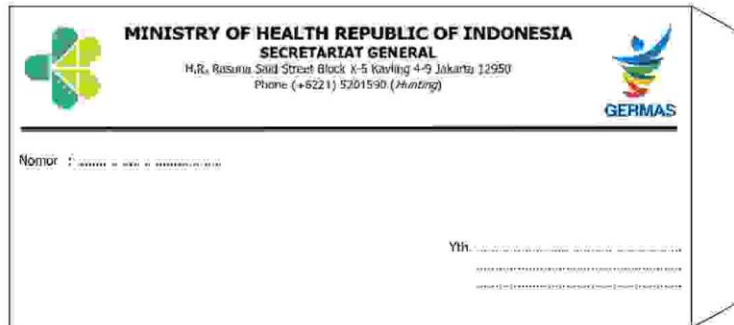 MINISTRY OF HEALTH REPUBLIC OF INDONESIA
SECRETARIAT GENERAL
H.R. Rasuna Said Street Block X-5 Kavling 4-9 Jakarta 12950
Phone (+6221) 5201590 (Hunting)
GERMAS
Nomor :
Yth.